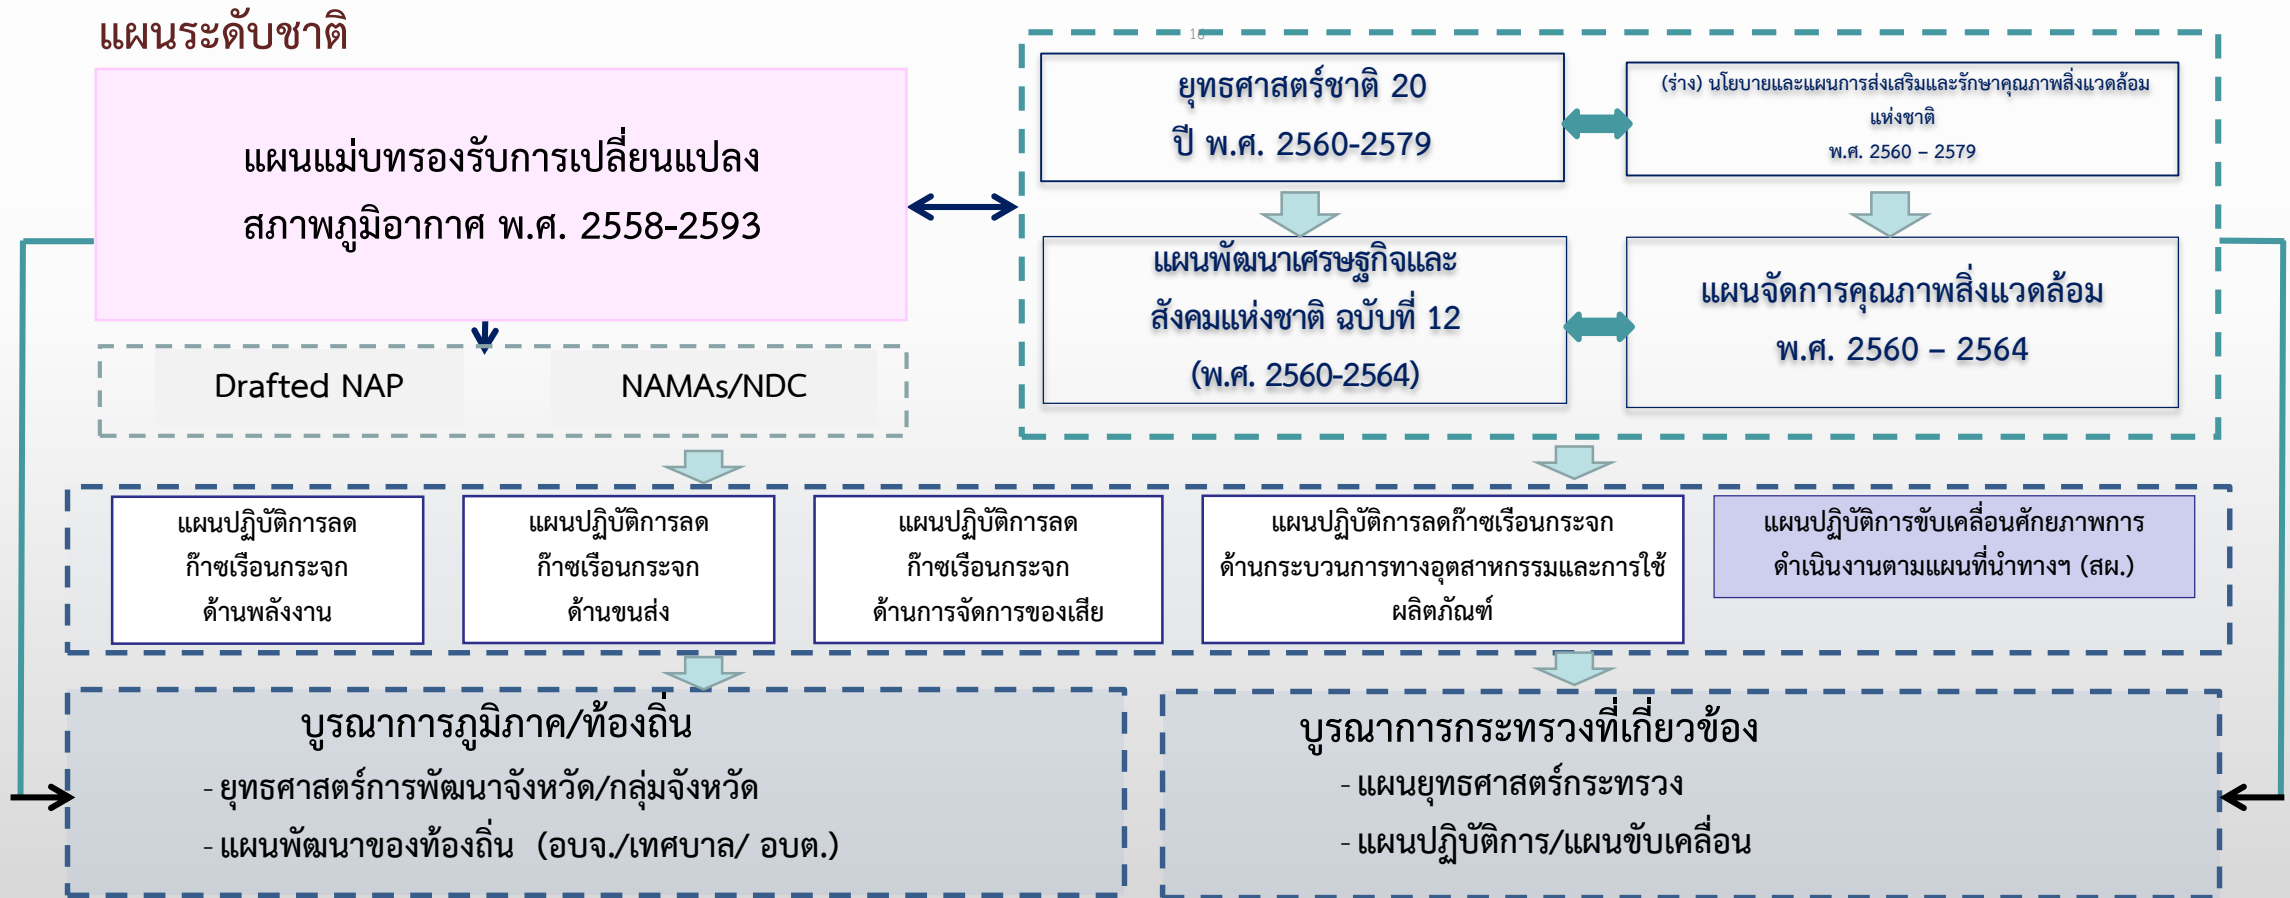 แผนระดับชาติ
16
แผนแม่บทรองรับการเปลี่ยนแปลง
สภาพภูมิอากาศ พ.ศ. 2558-2593
ยุทธศาสตร์ชาติ 20
ปี พ.ศ. 2560-2579
(ร่าง) นโยบายและแผนการส่งเสริมและรักษาคุณภาพสิ่งแวดล้อม
แห่งชาติ
พ.ศ. 2560 – 2579
แผนพัฒนาเศรษฐกิจและ
สังคมแห่งชาติ ฉบับที่ 12
(พ.ศ. 2560-2564)
แผนจัดการคุณภาพสิ่งแวดล้อม
พ.ศ. 2560 – 2564
Drafted NAP
NAMAs/NDC
แผนปฏิบัติการลด
ก๊าซเรือนกระจก
ด้านพลังงาน
แผนปฏิบัติการลด
ก๊าซเรือนกระจก
ด้านขนส่ง
แผนปฏิบัติการลด
ก๊าซเรือนกระจก
ด้านการจัดการของเสีย
แผนปฏิบัติการลดก๊าซเรือนกระจก
ด้านกระบวนการทางอุตสาหกรรมและการใช้
ผลิตภัณฑ์
แผนปฏิบัติการขับเคลื่อนศักยภาพการ
ดำเนินงานตามแผนที่นำทางฯ (สผ.)
บูรณาการภูมิภาค/ท้องถิ่น
- ยุทธศาสตร์การพัฒนาจังหวัด/กลุ่มจังหวัด
- แผนพัฒนาของท้องถิ่น (อบจ./เทศบาล/ อบต.)
บูรณาการกระทรวงที่เกี่ยวข้อง
- แผนยุทธศาสตร์กระทรวง
- แผนปฏิบัติการ/แผนขับเคลื่อน